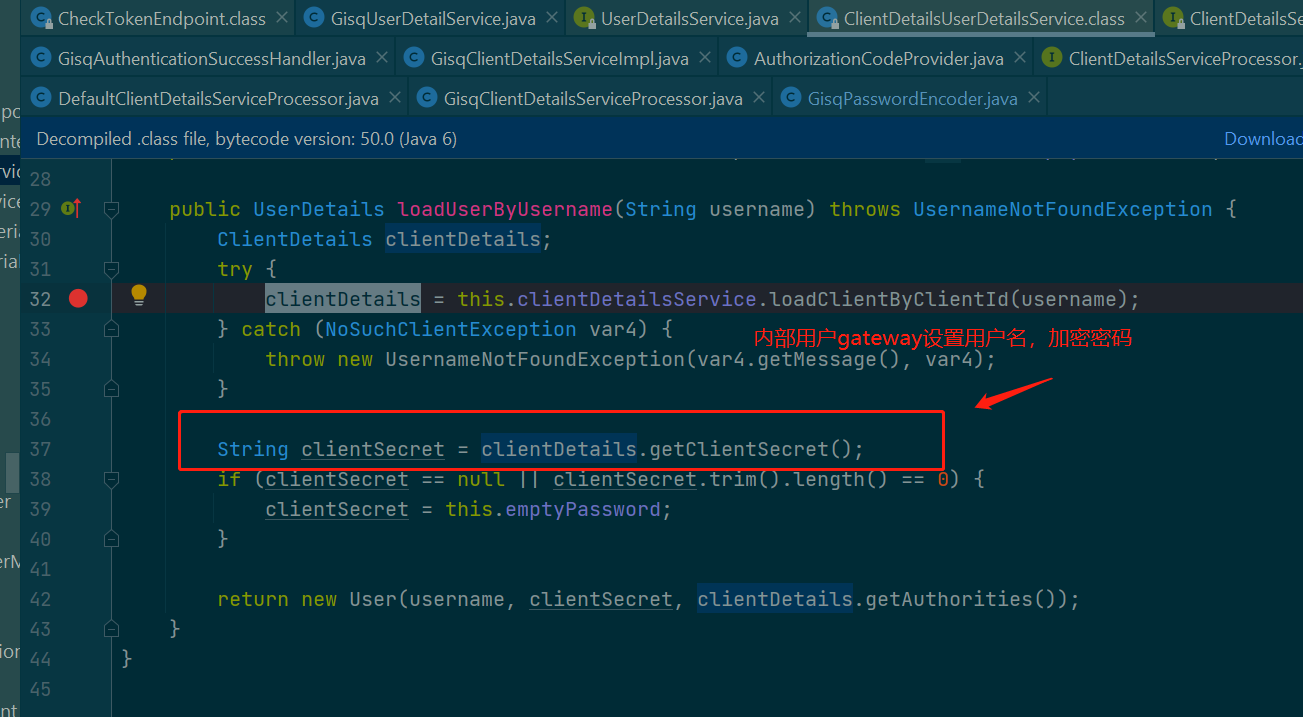 CheckTokenEndpoint.class GisqUserDetailService.java UserDetailsService.java ClientDetailsUserDetailsService.class ClientDetailsSe
GisqAuthenticationSuccessHandler.java GisqClientDetailsServiceImpl.java AuthorizationCodeProvider.java ClientDetailsServiceProcessor.
DefaultClientDetailsServiceProcessor.java GisqClientDetailsServiceProcessor.java GisqPasswordEncoder.java
Decompiled .class file, bytecode version: 50.0 (Java 6) Download
28
29 public UserDetails loadUserByUsername(String username) throws UsernameNotFoundException {
30 ClientDetails clientDetails;
31 try {
32 clientDetails = this.clientDetailsService.loadClientByClientId(username);
33 } catch (NoSuchClientException var4) {
内部用户gateway设置用户名，加密密码
34 throw new UsernameNotFoundException(var4.getMessage(), var4);
35 }
36
37 String clientSecret = clientDetails.getClientSecret();
38 if (clientSecret == null || clientSecret.trim().length() == 0) {
39 clientSecret = this.emptyPassword;
40 }
41
42 return new User(username, clientSecret, clientDetails.getAuthorities());
43 }
44 }
45